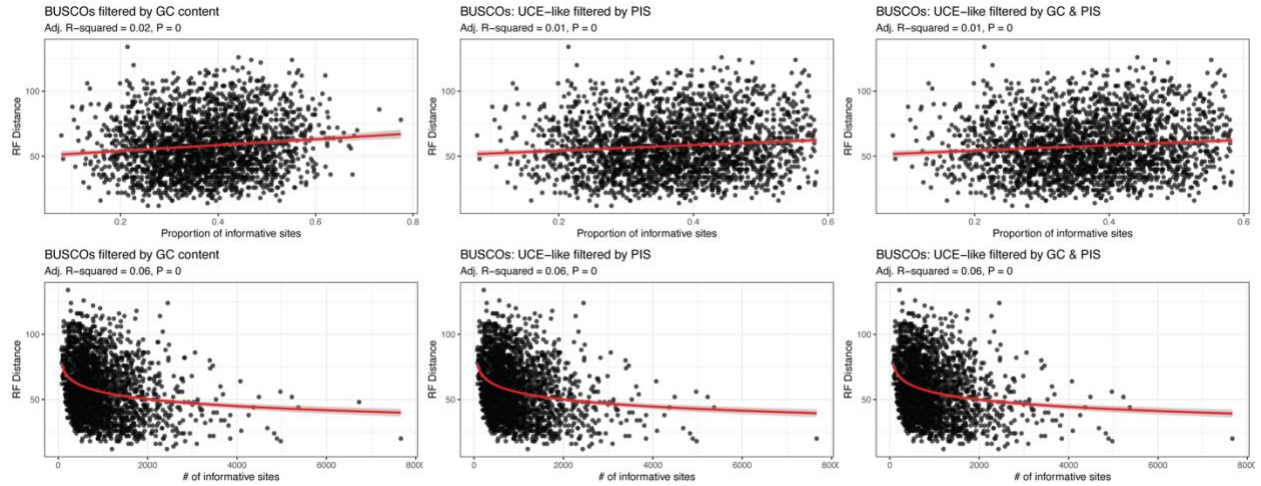 BUSCOs filtered by GC content
Adj. R-squared = 0.02, P = 0
RF Distance
100
50
0.2 0.4 0.6 0.8
Proportion of informative sites
BUSCOs: UCE-like filtered by PIS
Adj. R-squared = 0.01, P = 0
RF Distance
100
50
0.2 0.4 0.6
Proportion of informative sites
BUSCOs: UCE-like filtered by GC & PIS
Adj. R-squared = 0.01, P = 0
RF Distance
100
50
0.2 0.4 0.6
Proportion of informative sites
BUSCOs filtered by GC content
Adj. R-squared = 0.06, P = 0
RF Distance
100
50
0 2000 4000 6000 800
# of informative sites
BUSCOs: UCE-like filtered by PIS
Adj. R-squared = 0.06, P = 0
RF Distance
100
50
0 2000 4000 6000 800
# of informative sites
BUSCOs: UCE-like filtered by GC & PIS
Adj. R-squared = 0.06, P = 0
RF Distance
100
50
0 2000 4000 6000 800
# of informative sites